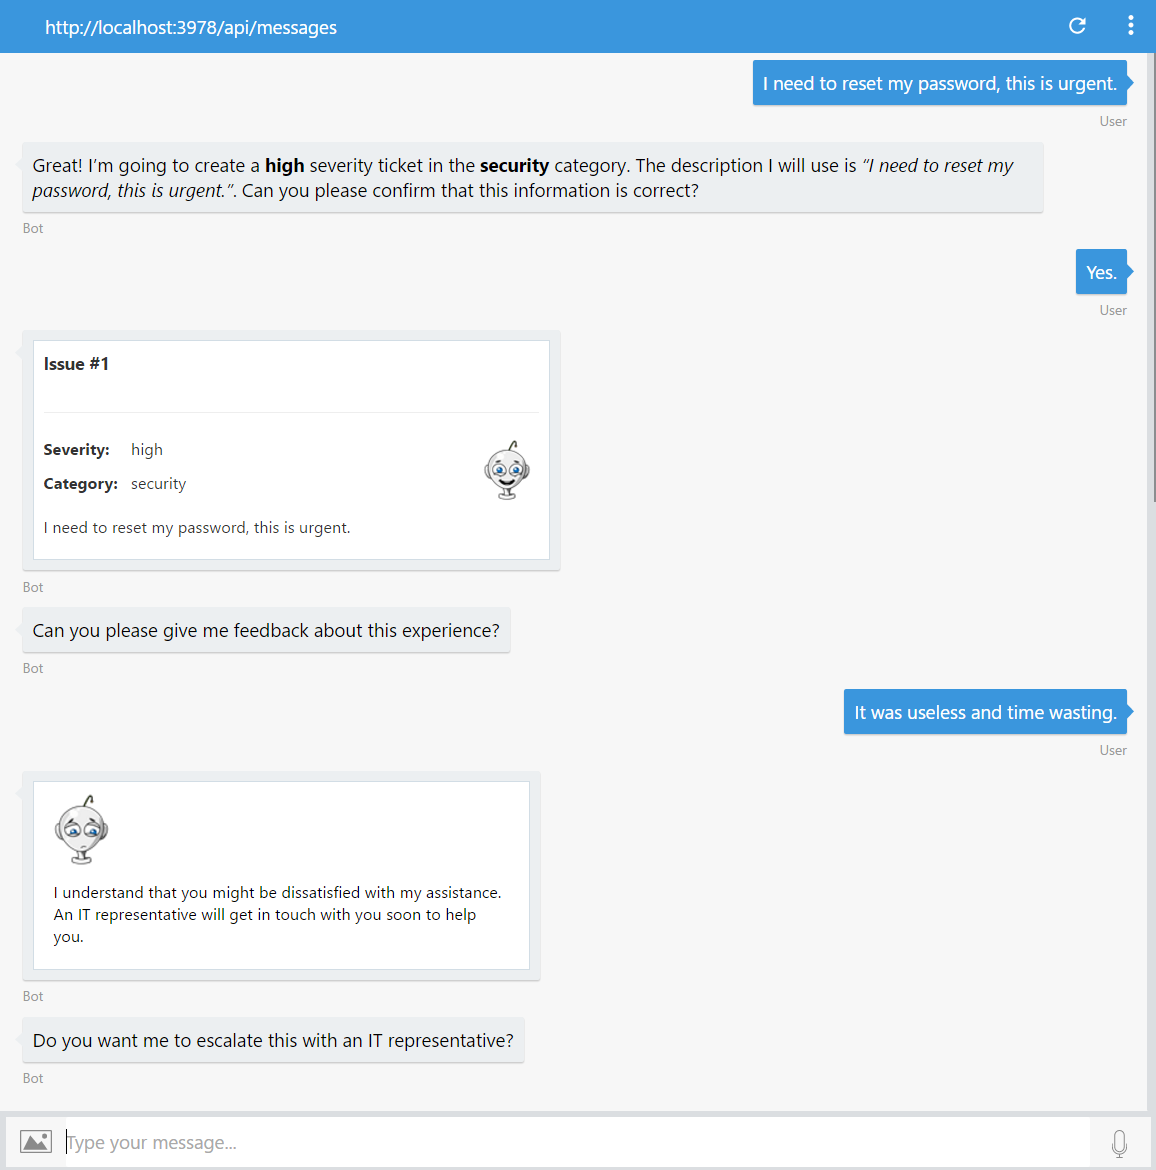 http://localhost:3978/api/messages
I need to reset my password, this is urgent.
User
Great! I’m going to create a high severity ticket in the security category. The description I will use is “I need to reset my
password, this is urgent.”. Can you please confirm that this information is correct?
Bot
Yes.
User
Issue #1
Severity: high
Category: security
I need to reset my password, this is urgent.
Bot
Can you please give me feedback about this experience?
Bot
It was useless and time wasting.
User
I understand that you might be dissatisfied with my assistance.
An IT representative will get in touch with you soon to help
you.
Bot
Do you want me to escalate this with an IT representative?
Bot
Type your message...